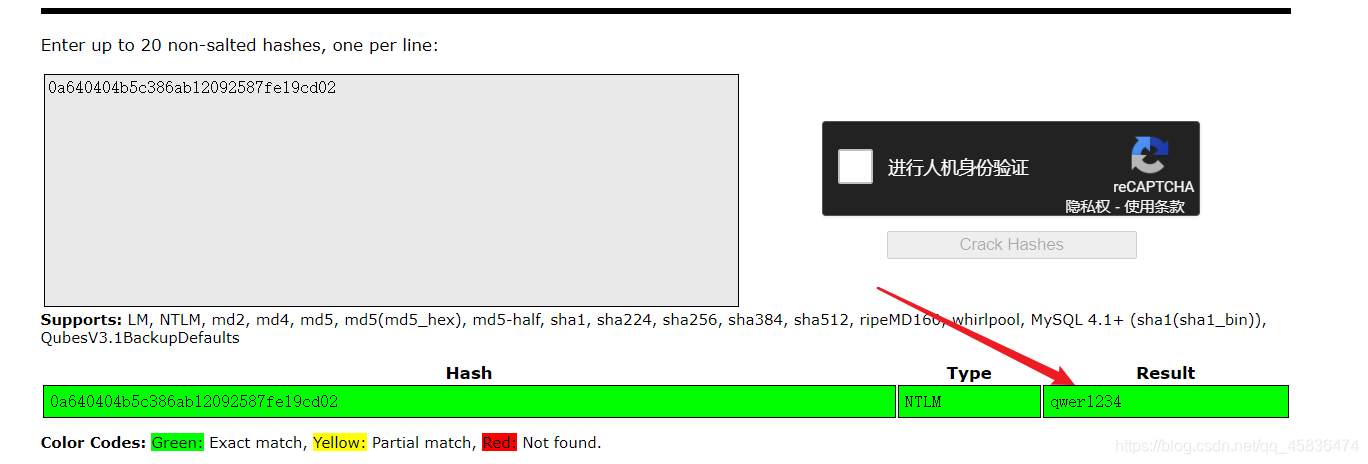 Enter up to 20 non-salted hashes, one per line:
0a640404b5c386ab12092587fe19cd02
进行人机身份验证
reCAPTCHA
隐私权 - 使用条款
Crack Hashes
Supports: LM, NTLM, md2, md4, md5, md5(md5_hex), md5-half, sha1, sha224, sha256, sha384, sha512, ripeMD160, whirlpool, MySQL 4.1+ (sha1(sha1_bin)),
QubesV3.1BackupDefaults
Hash Type Result
0a640404b5c386ab12092587fe19cd02 NTLM qwer1234
Color Codes: Green: Exact match, Yellow: Partial match, Red: Not found.
https://blog.csdn.net/qq_45836474